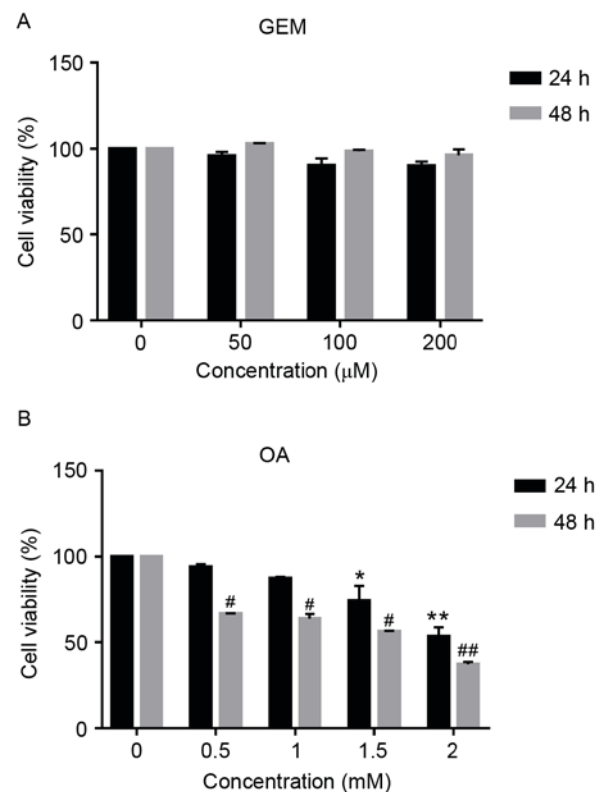 A
GEM
150
100
50
0
Cell viability (%)
24 h
48 h
0 50 100 200
Concentration (μM)
B
OA
150
100
50
0
Cell viability (%)
24 h
48 h
# # * # ** ##
0 0.5 1 1.5 2
Concentration (mM)